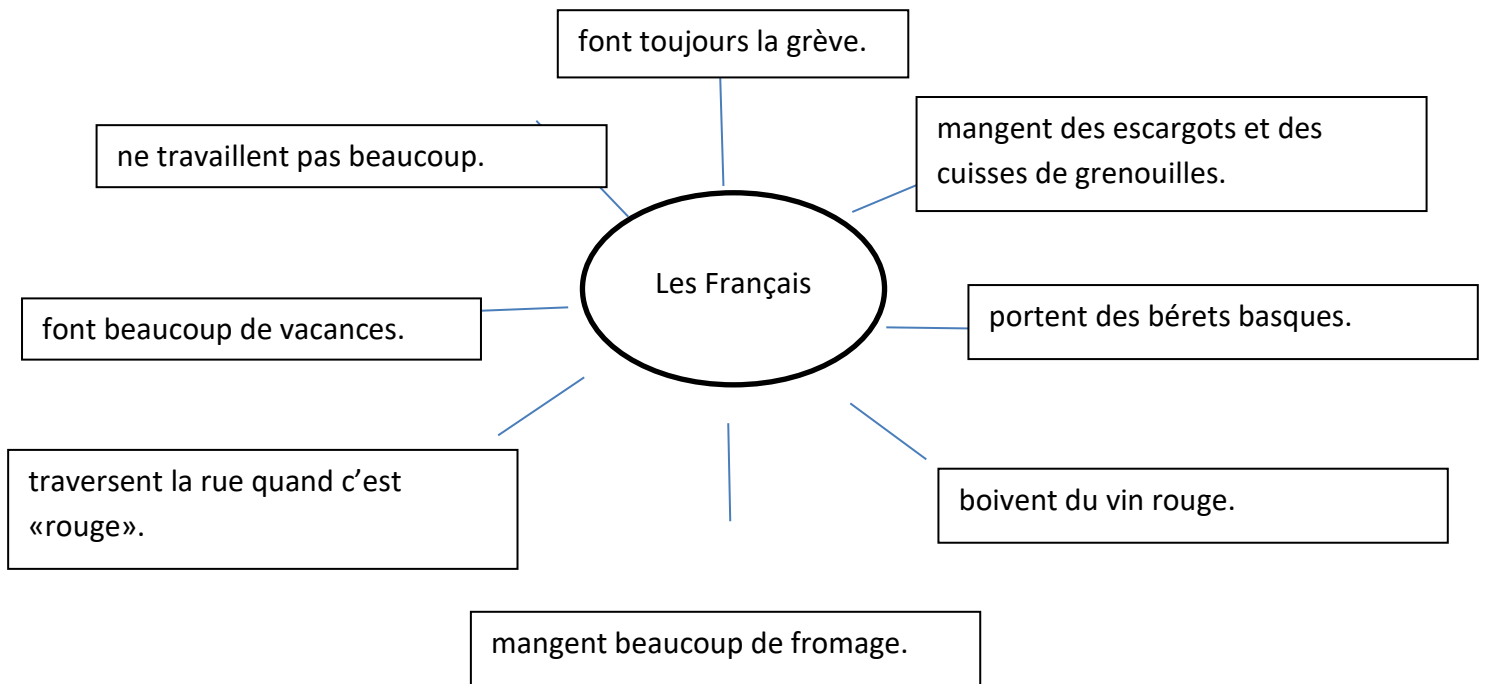 font toujours la grève.
ne travaillent pas beaucoup.
mangent des escargots et des
cuisses de grenouilles.
Les Français
font beaucoup de vacances.
portent des bérets basques.
traversent la rue quand c’est
«rouge».
boivent du vin rouge.
mangent beaucoup de fromage.